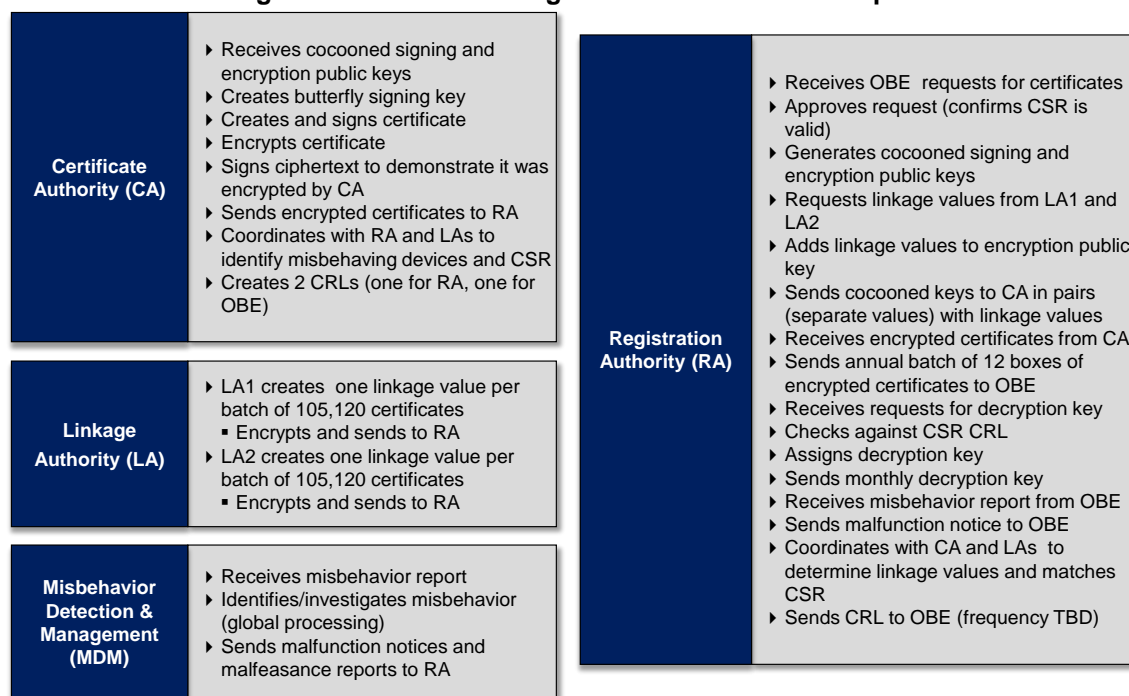 Certificate
Authority (CA)
Receives cocooned signing and
encryption public keys
Creates butterfly signing key
Creates and signs certificate
Encrypts certificate
Signs ciphertext to demonstrate it was
encrypted by CA
Sends encrypted certificates to RA
Coordinates with RA and LAs to
identify misbehaving devices and CSR
Creates 2 CRLs (one for RA, one for
OBE)
Linkage
Authority (LA)
LA1 creates one linkage value per
batch of 105,120 certificates
Encrypts and sends to RA
LA2 creates one linkage value per
batch of 105,120 certificates
Encrypts and sends to RA
Misbehavior
Detection &
Management
(MDM)
Receives misbehavior report
Identifies/investigates misbehavior
(global processing)
Sends malfunction notices and
malfeasance reports to RA
Registration
Authority (RA)
Receives OBE requests for certificates
Approves request (confirms CSR is
valid)
Generates cocooned signing and
encryption public keys
Requests linkage values from LA1 and
LA2
Adds linkage values to encryption public
key
Sends cocooned keys to CA in pairs
(separate values) with linkage values
Receives encrypted certificates from CA
Sends annual batch of 12 boxes of
encrypted certificates to OBE
Receives requests for decryption key
Checks against CSR CRL
Assigns decryption key
Sends monthly decryption key
Receives misbehavior report from OBE
Sends malfunction notice to OBE
Coordinates with CA and LAs to
determine linkage values and matches
CSR
Sends CRL to OBE (frequency TBD)